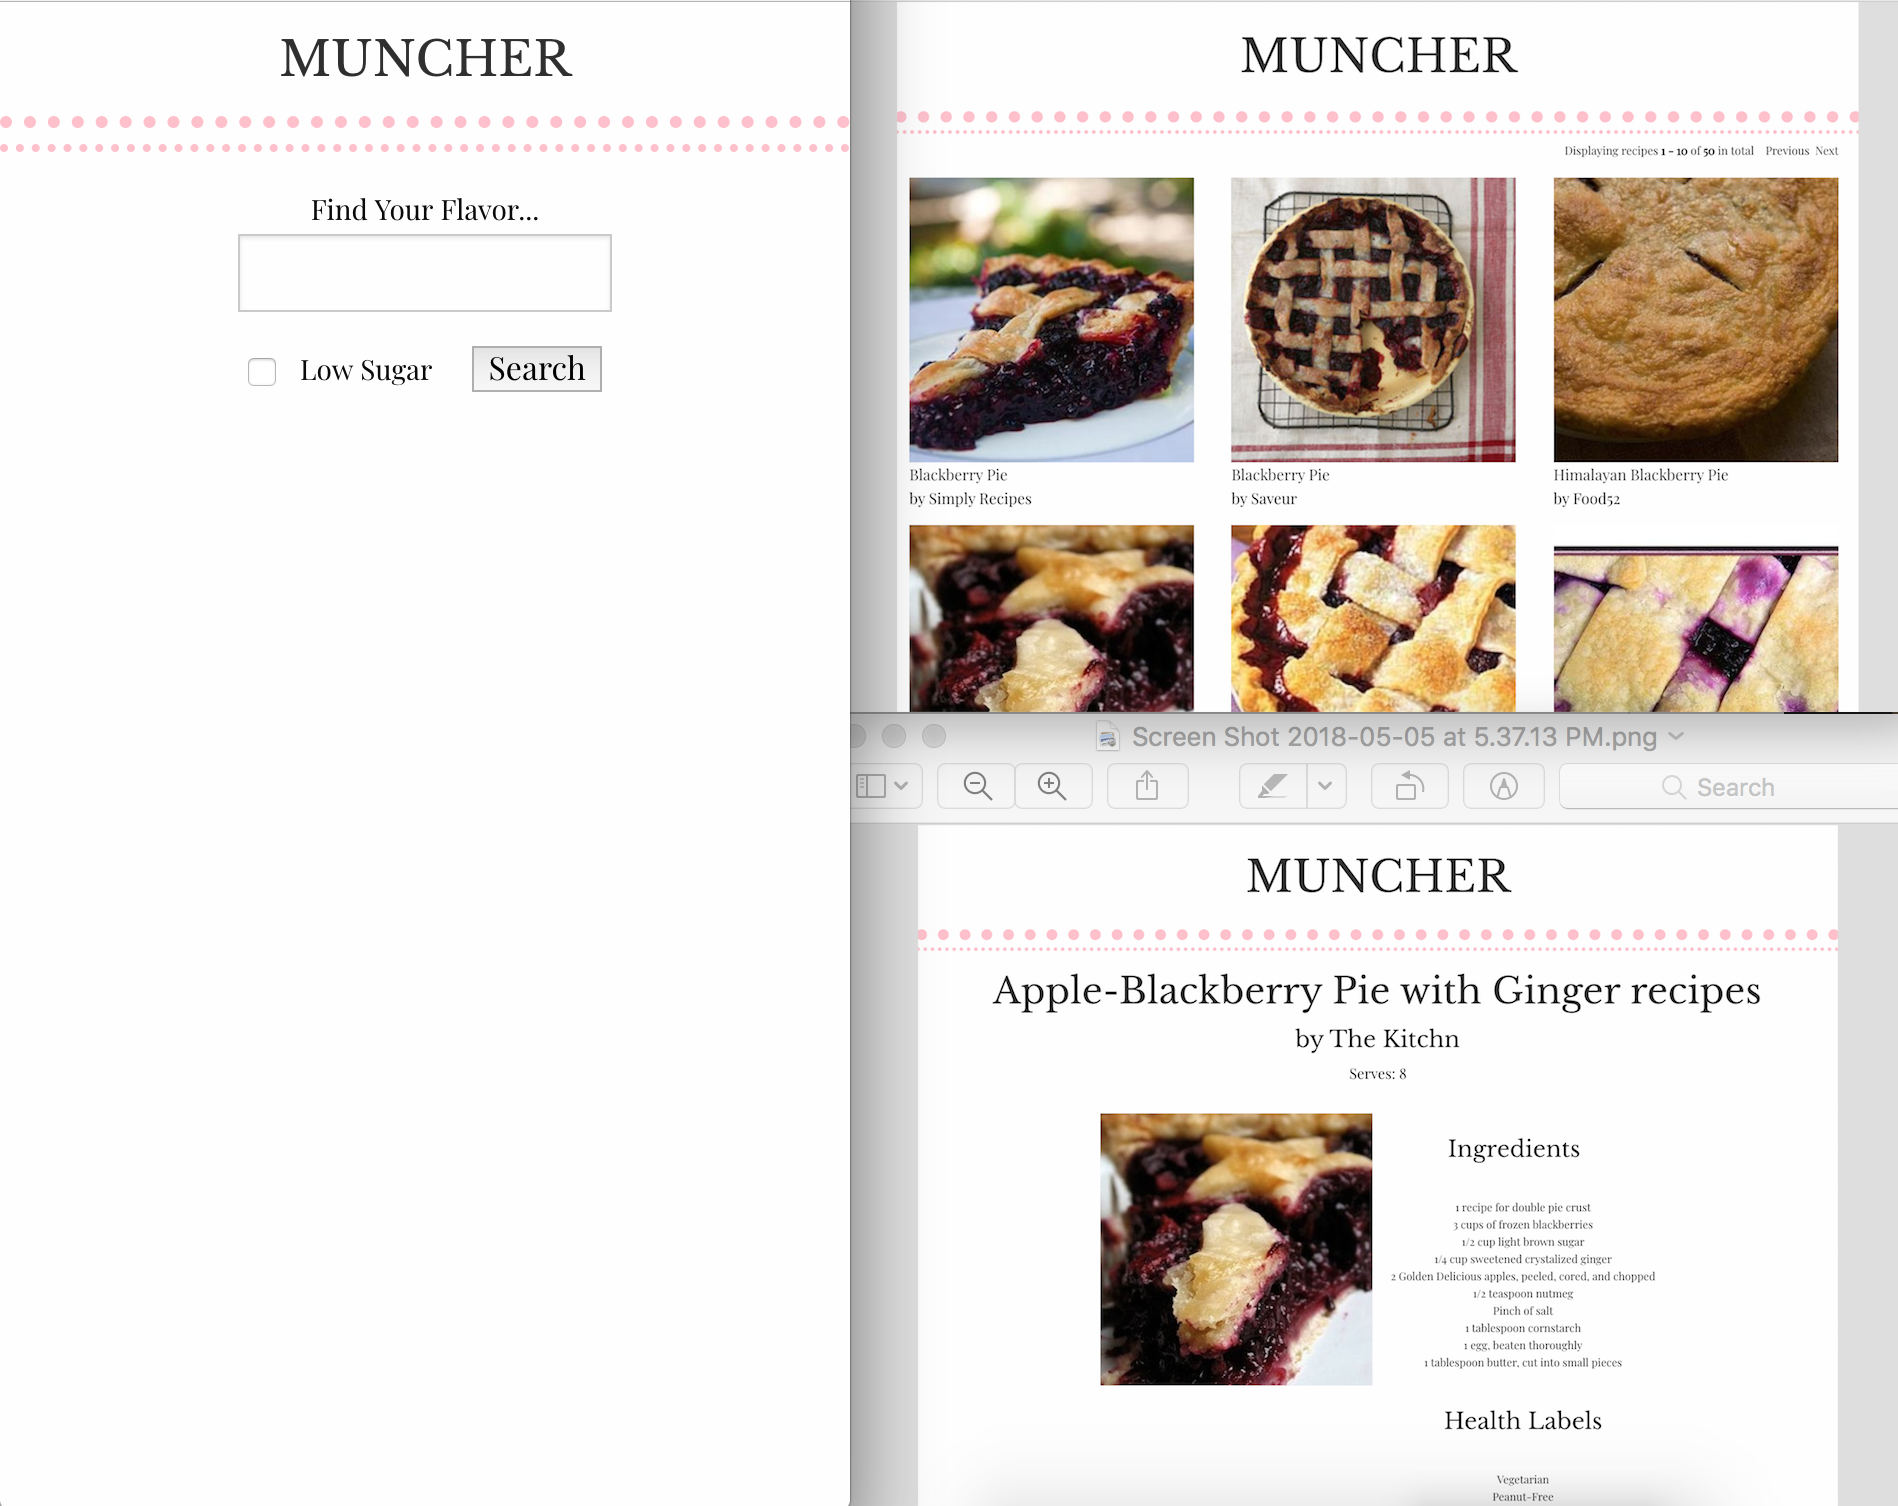 MUNCHER
Find Your Flavor...
Low Sugar
Search
MUNCHER
Displaying recipes 1 - 10 of 50 in total Previous Next
Blackberry Pie
by Simply Recipes
Blackberry Pie
by Saveur
Himalayan Blackberry Pie
by Food52
Screen Shot 2018-05-05 at 5.37.13 PM.png
Search
MUNCHER
Apple-Blackberry Pie with Ginger recipes
by The Kitchn
Serves: 8
Ingredients
1 recipe for double pie crust
3 cups of frozen blackberries
1/2 cup light brown sugar
1/4 cup sweetened crystalized ginger
2 Golden Delicious apples, peeled, cored, and chopped
1/2 teaspoon nutmeg
Pinch of salt
1 tablespoon cornstarch
1 egg, beaten thoroughly
1 tablespoon butter, cut into small pieces
Health Labels
Vegetarian
Peanut-Free